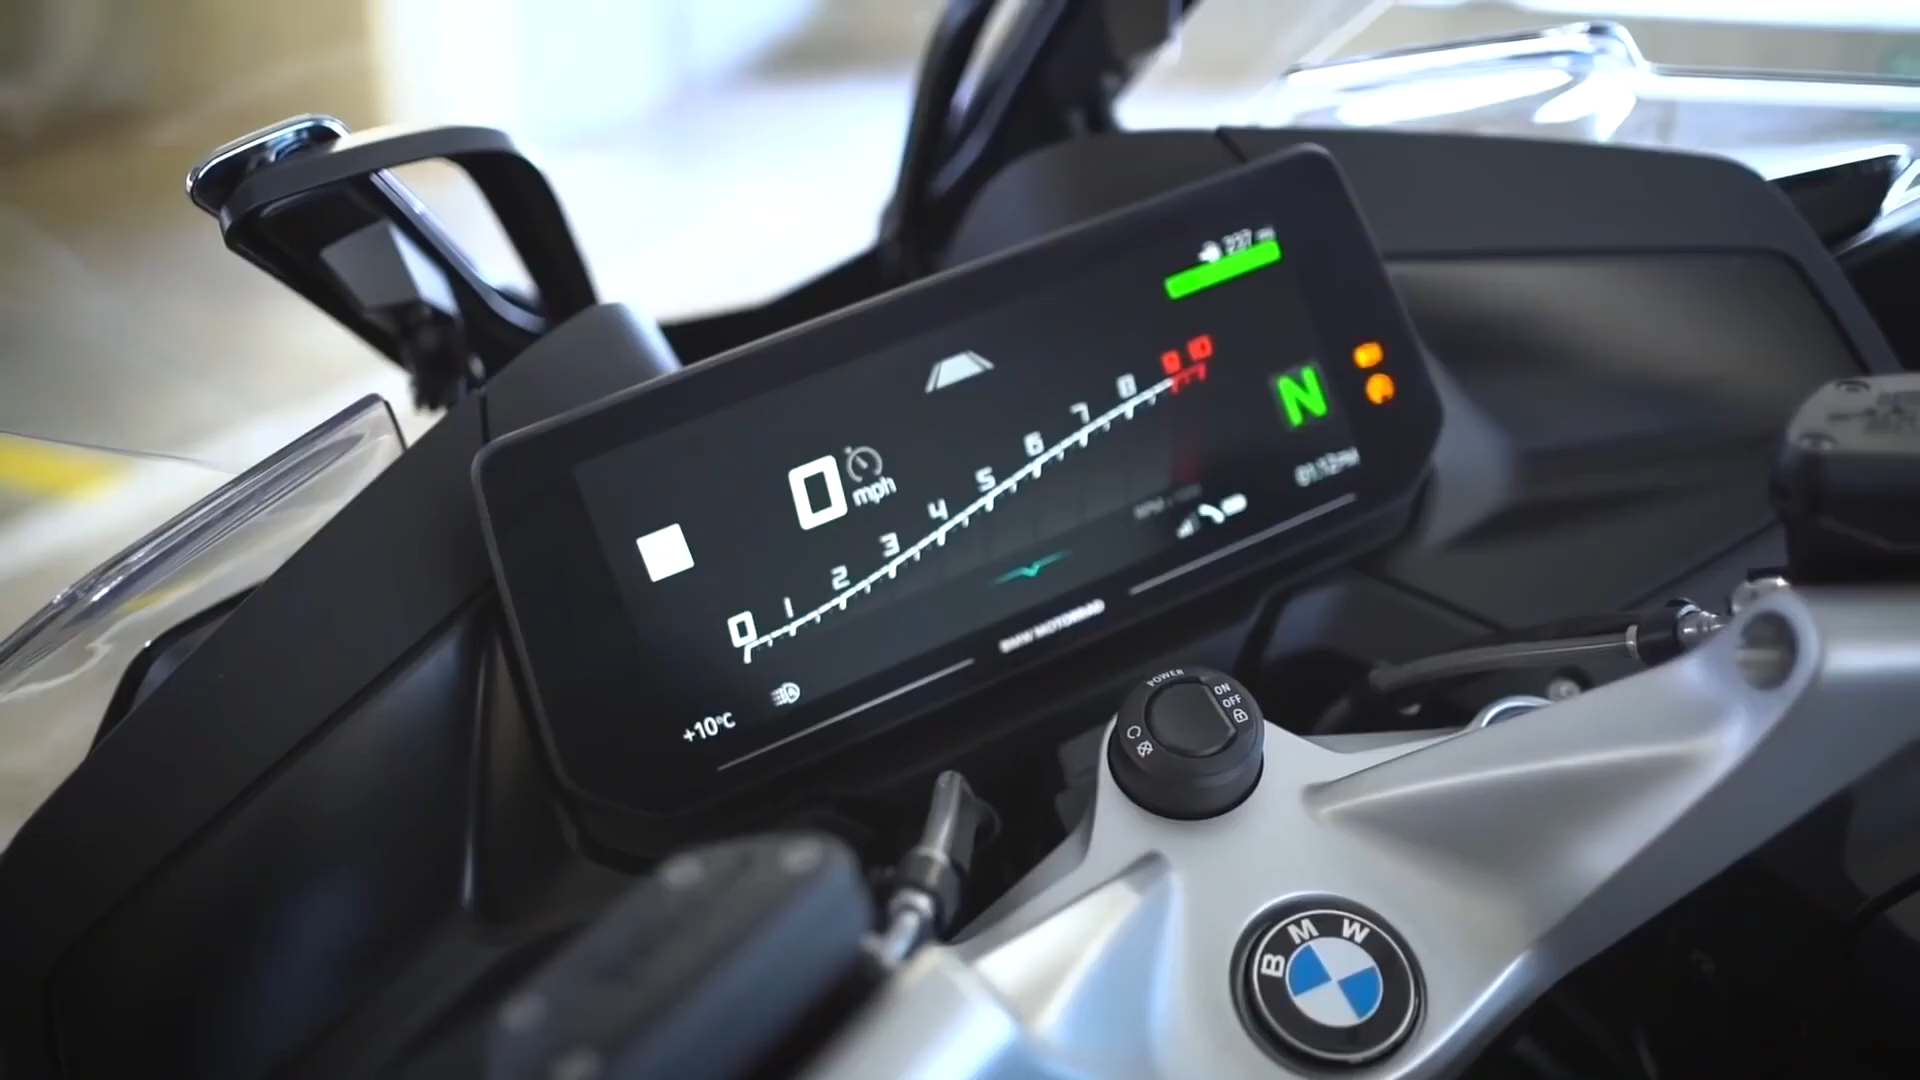 237
0 mph
0 1 2 3 4 5 6 7 8 9 10
N
+10°C
BMW MOTORRAD
POWER
ON
OFF
BMW